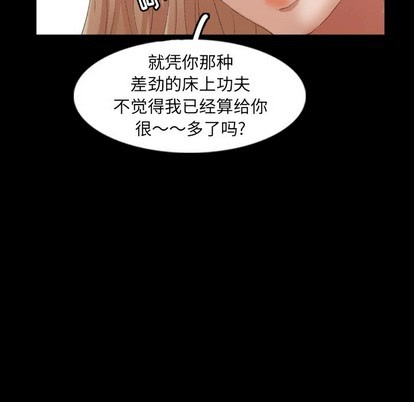 呵
就凭你那种
差劲的床上功夫
不觉得我已经算给你
很～～多了吗?